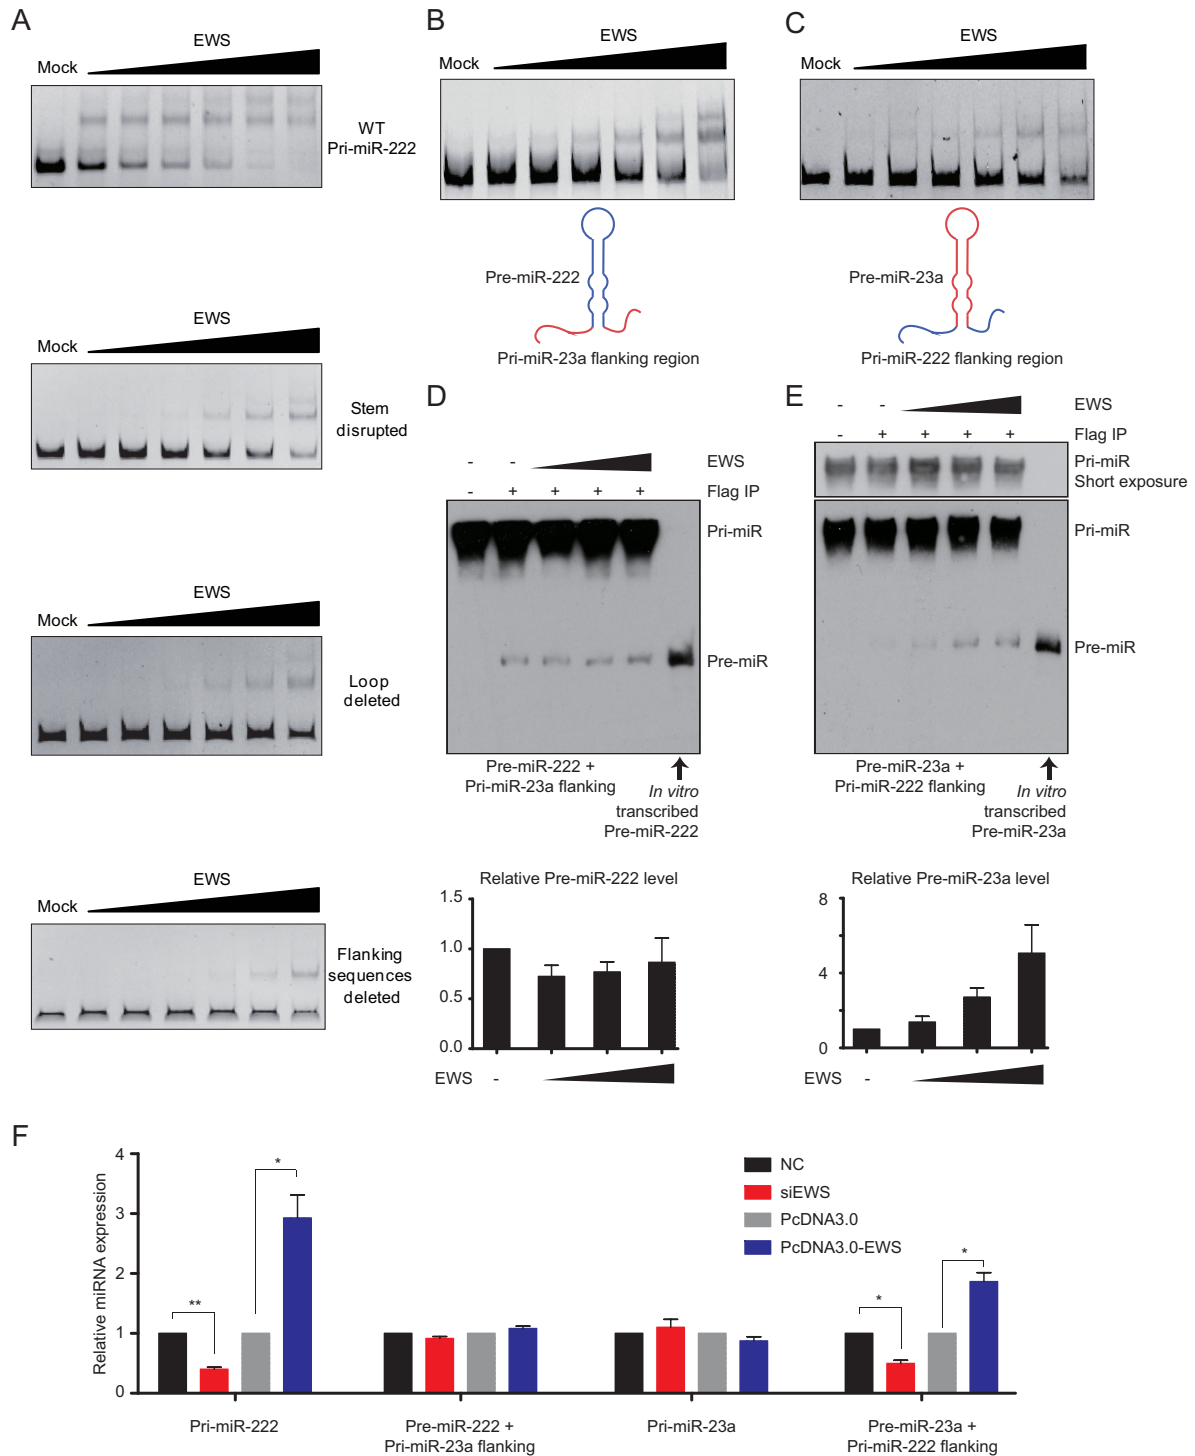 A
EWS
Mock
WT
Pri-miR-222
EWS
Mock
Stem
disrupted
EWS
Mock
Loop
deleted
EWS
Mock
Flanking
sequences
deleted
B
EWS
Mock
Pre-miR-222
Pri-miR-23a flanking region
C
EWS
Mock
Pre-miR-23a
Pri-miR-222 flanking region
D
- - EWS
- + + + + Flag IP
Pri-miR
Pre-miR
Pre-miR-222 +
Pri-miR-23a flanking
In vitro
transcribed
Pre-miR-222
Relative Pre-miR-222 level
1.5
1.0
0.5
0.0
EWS -
E
- - EWS
- + + + + Flag IP
Pri-miR
Short exposure
Pri-miR
Pre-miR
Pre-miR-23a +
Pri-miR-222 flanking
In vitro
transcribed
Pre-miR-23a
Relative Pre-miR-23a level
8
4
0
EWS -
F
Relative miRNA expression
4
3
2
1
0
** * * *
NC
siEWS
PcDNA3.0
PcDNA3.0-EWS
Pri-miR-222
Pre-miR-222 +
Pri-miR-23a flanking
Pri-miR-23a
Pre-miR-23a +
Pri-miR-222 flanking